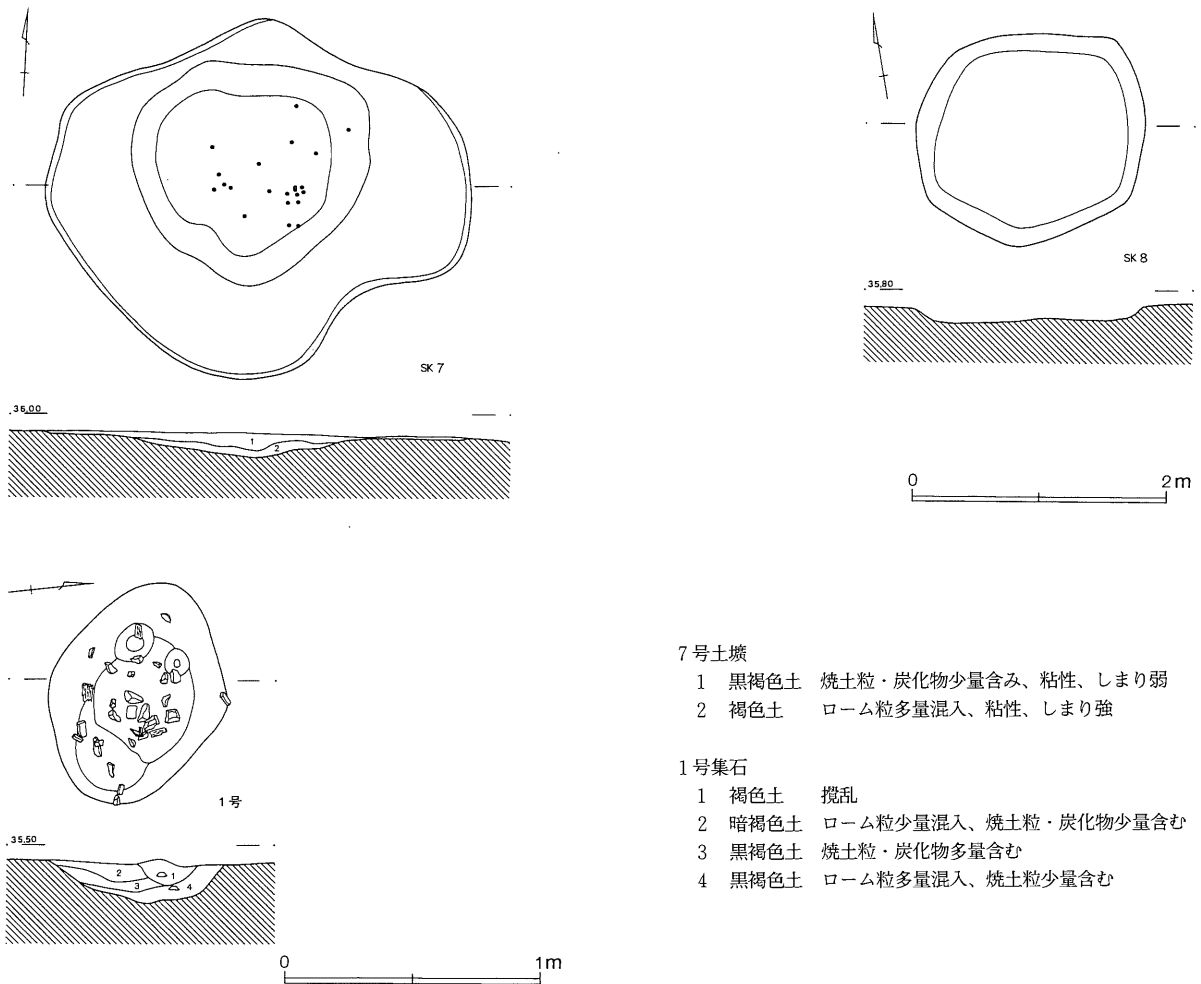 SK 7
35.00
1
2
SK 8
35.80
0 2 m
1 号
35.50
2
1
3
4
0 1 m
7 号土壙
1 黒褐色土 焼土粒・炭化物少量含み、粘性、しまり弱
2 褐色土 ローム粒多量混入、粘性、しまり強
1 号集石
1 褐色土 攪乱
2 暗褐色土 ローム粒少量混入、焼土粒・炭化物少量含む
3 黒褐色土 焼土粒・炭化物多量含む
4 黒褐色土 ローム粒多量混入、焼土粒少量含む